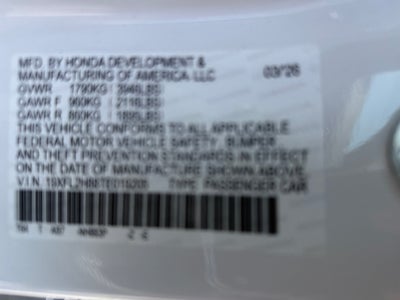 MFD. BY HONDA DEVELOPMENT &
MANUFACTURING OF AMERICA, LLC 03/26
GVWR 1790KG (3946LBS)
GAWR F 960KG (2116LBS)
GAWR R 860KG
THIS VEHICLE CONFORMS TO ALL APPLICABLE
FEDERAL MOTOR VEHICLE SAFETY, BUMPER,
AND THEFT PREVENTION STANDARDS IN EFFECT
ON THE DATE OF MANUFACTURE SHOWN ABOVE.
V.I.N.: TYPE: PASSENGER CAR